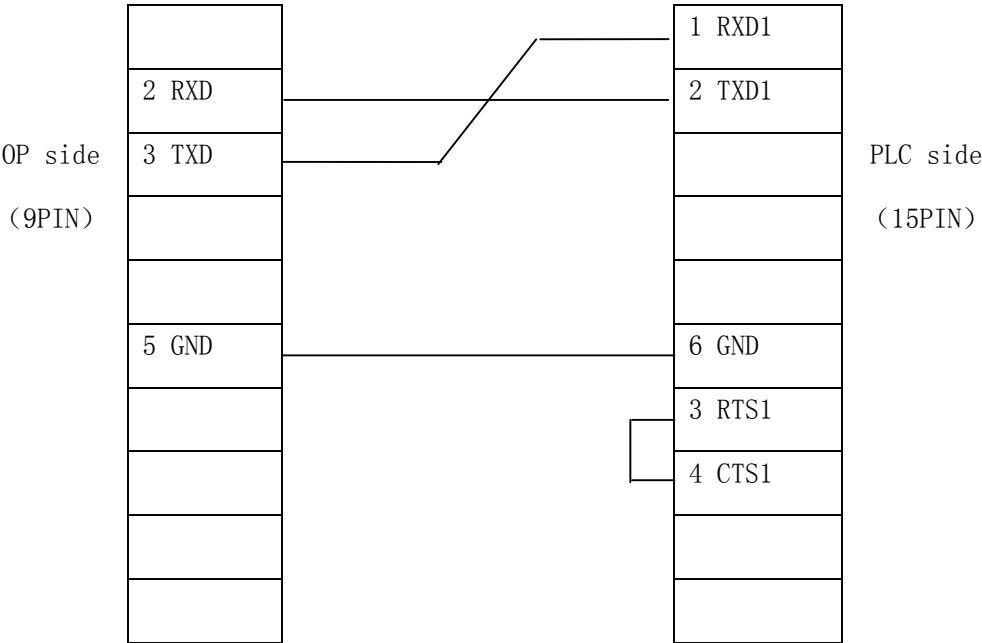 OP side
（9PIN）
2 RXD
3 TXD
5 GND
1 RXD1
2 TXD1
6 GND
3 RTS1
4 CTS1
PLC side
（15PIN）